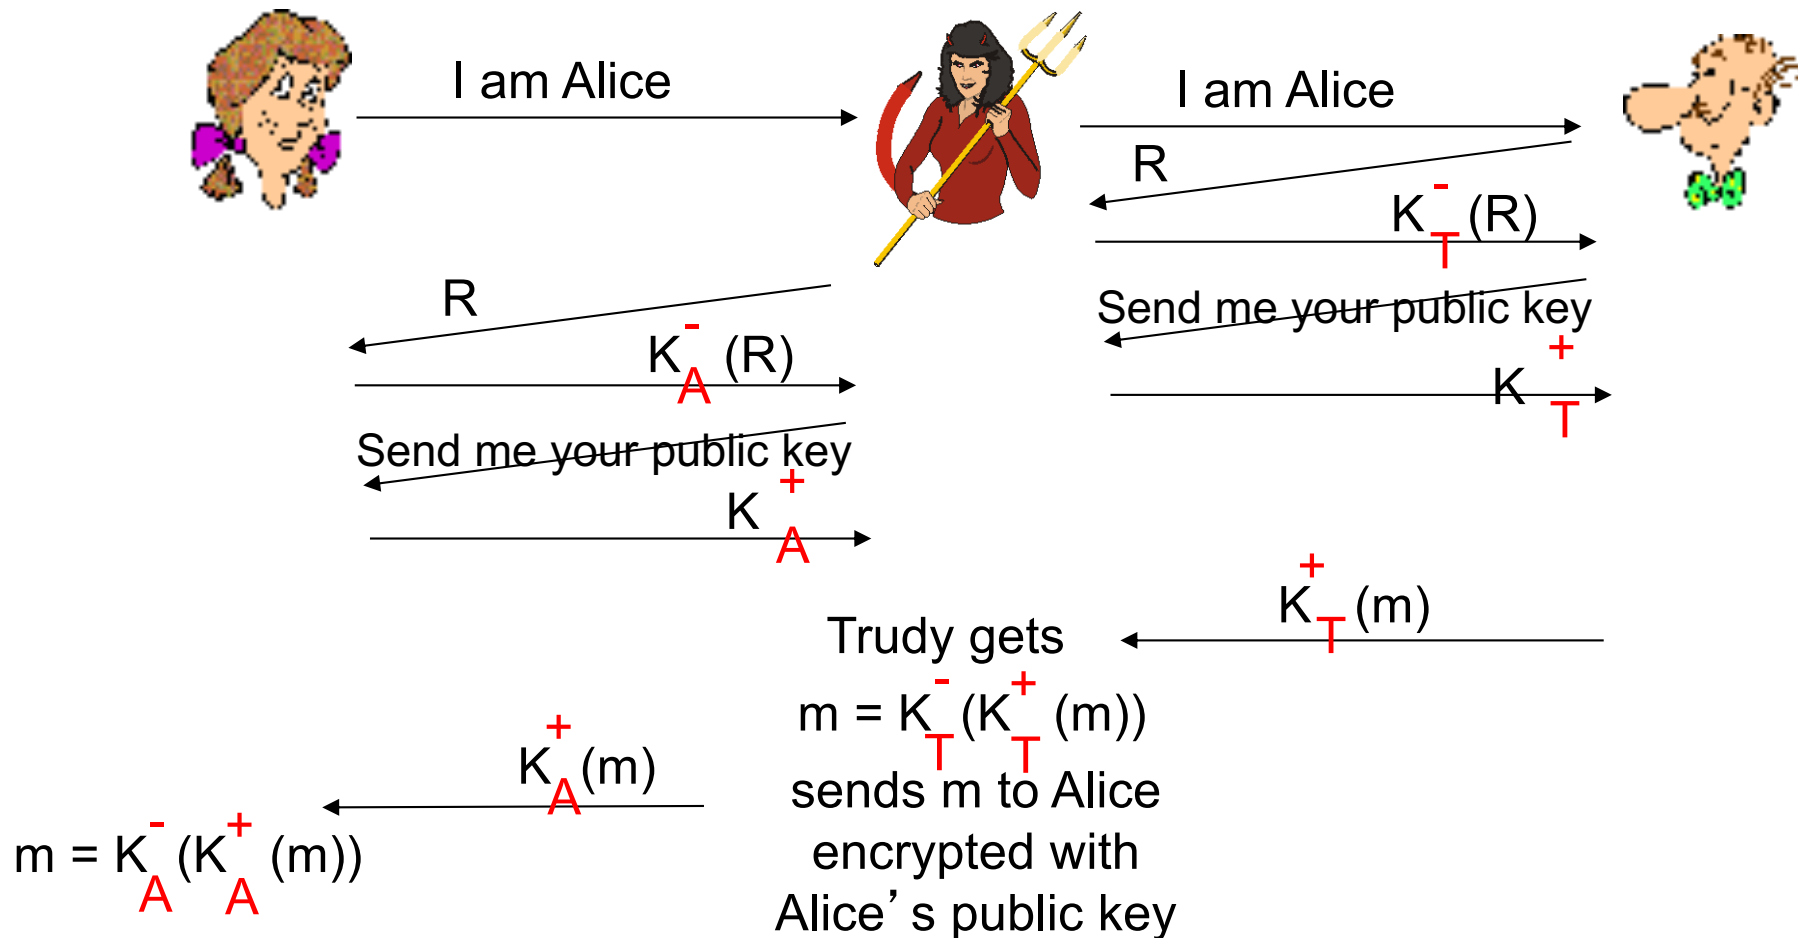 I am Alice
I am Alice
R
K-T(R)
R
Send me your public key
K-A(R)
K+T
Send me your public key
K+A
K+T(m)
Trudy gets
m = K-T(K+T(m))
K+A(m)
sends m to Alice
m = K-A(K+A(m))
encrypted with
Alice’s public key